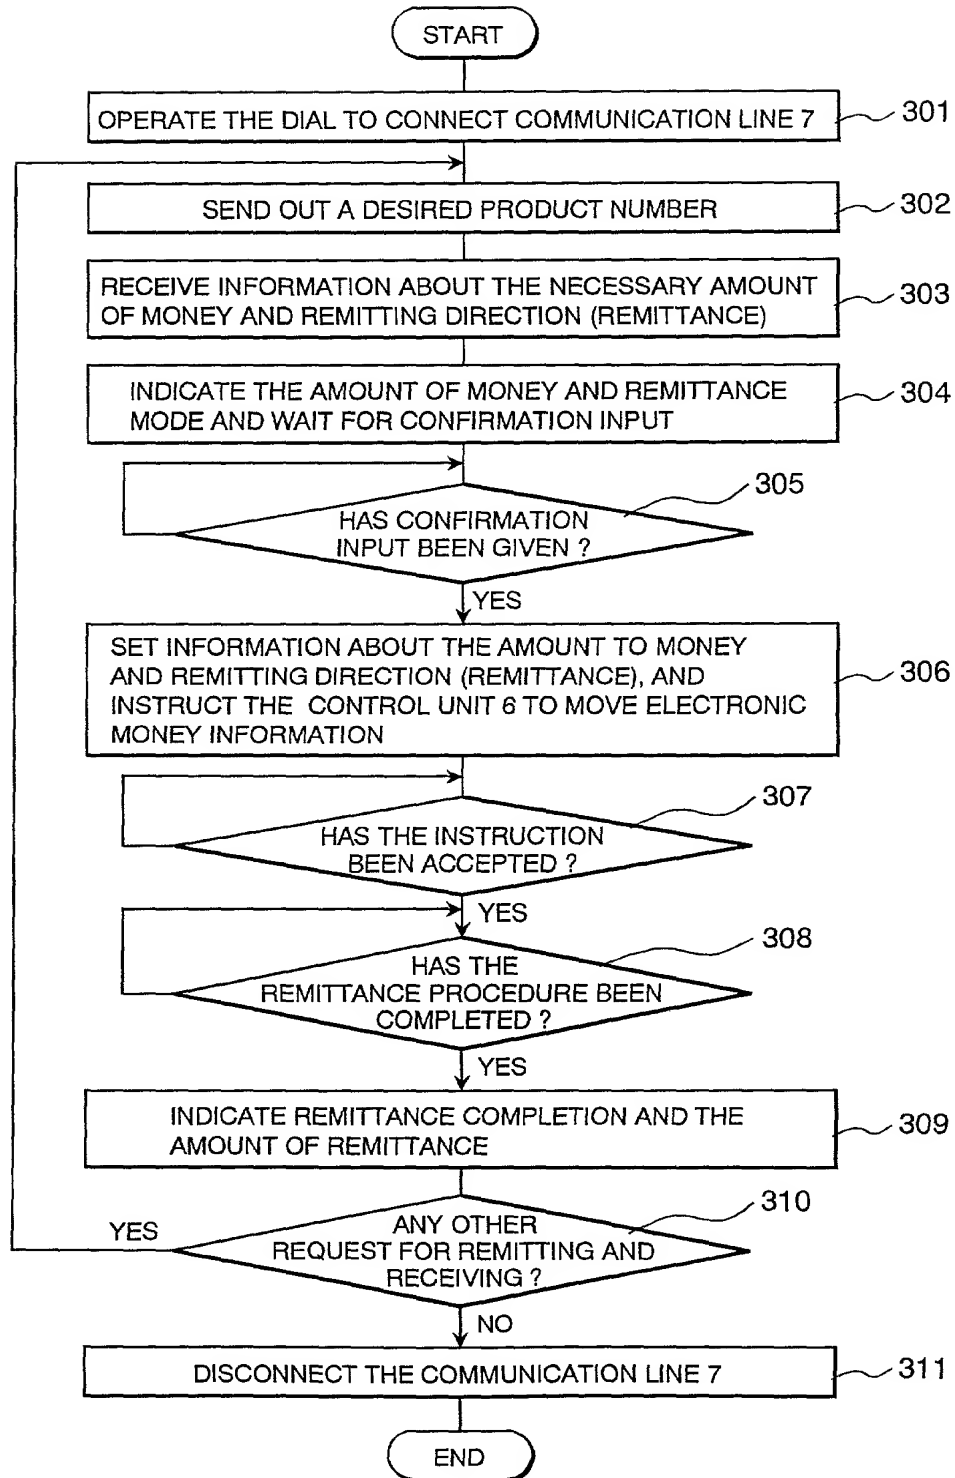 START
OPERATE THE DIAL TO CONNECT COMMUNICATION LINE 7
301
SEND OUT A DESIRED PRODUCT NUMBER
302
RECEIVE INFORMATION ABOUT THE NECESSARY AMOUNT
OF MONEY AND REMITTING DIRECTION (REMITTANCE)
303
INDICATE THE AMOUNT OF MONEY AND REMITTANCE
MODE AND WAIT FOR CONFIRMATION INPUT
304
305
HAS CONFIRMATION
INPUT BEEN GIVEN ?
YES
SET INFORMATION ABOUT THE AMOUNT TO MONEY
AND REMITTING DIRECTION (REMITTANCE), AND
INSTRUCT THE CONTROL UNIT 6 TO MOVE ELECTRONIC
MONEY INFORMATION
306
307
HAS THE INSTRUCTION
BEEN ACCEPTED ?
YES
308
HAS THE
REMITTANCE PROCEDURE BEEN
COMPLETED ?
YES
INDICATE REMITTANCE COMPLETION AND THE
AMOUNT OF REMITTANCE
309
310
YES
ANY OTHER
REQUEST FOR REMITTING AND
RECEIVING ?
NO
DISCONNECT THE COMMUNICATION LINE 7
311
END